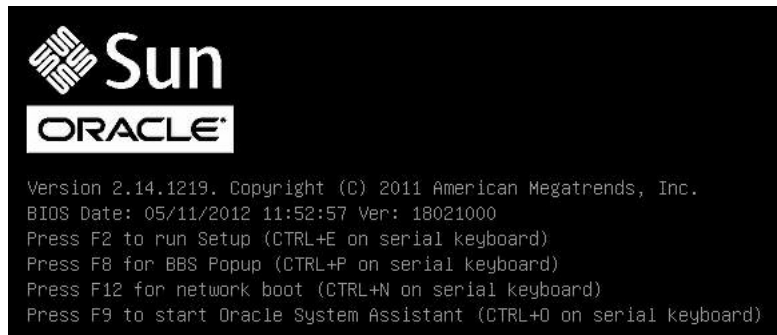 Sun
ORACLE
Version 2.14.1219. Copyright (C) 2011 American Megatrends, Inc.
BIOS Date: 05/11/2012 11:52:57 Ver: 18021000
Press F2 to run Setup (CTRL+E on serial keyboard)
Press F8 for BBS Popup (CTRL+P on serial keyboard)
Press F12 for network boot (CTRL+N on serial keyboard)
Press F9 to start Oracle System Assistant (CTRL+O on serial keyboard)